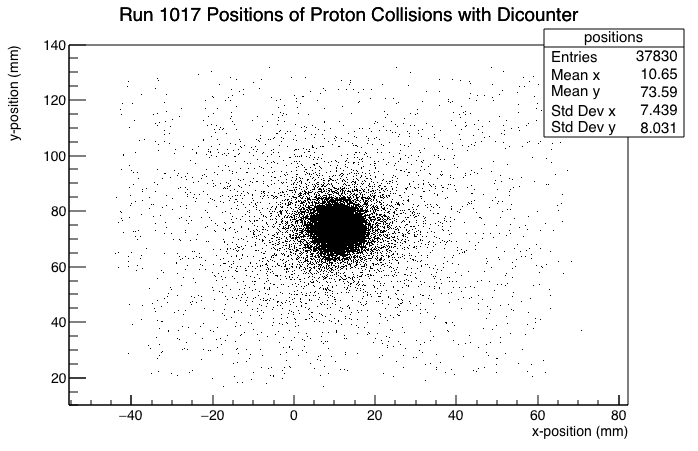 Run 1017 Positions of Proton Collisions with Dicounter
positions
Entries 37830
Mean x 10.65
Mean y 73.59
Std Dev x 7.439
Std Dev y 8.031
y-position (mm)
140
120
100
80
60
40
20
−40 −20 0 20 40 60 80
x-position (mm)